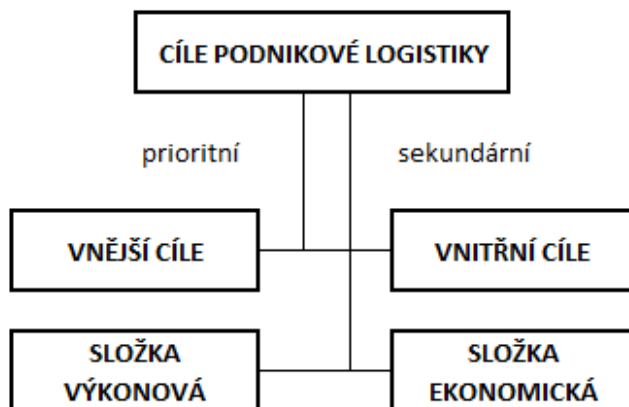 CÍLE PODNIKOVÉ LOGISTIKY
prioritní
sekundární
VNĚJŠÍ CÍLE
VNITŘNÍ CÍLE
SLOŽKA
VÝKONOVÁ
SLOŽKA
EKONOMICKÁ